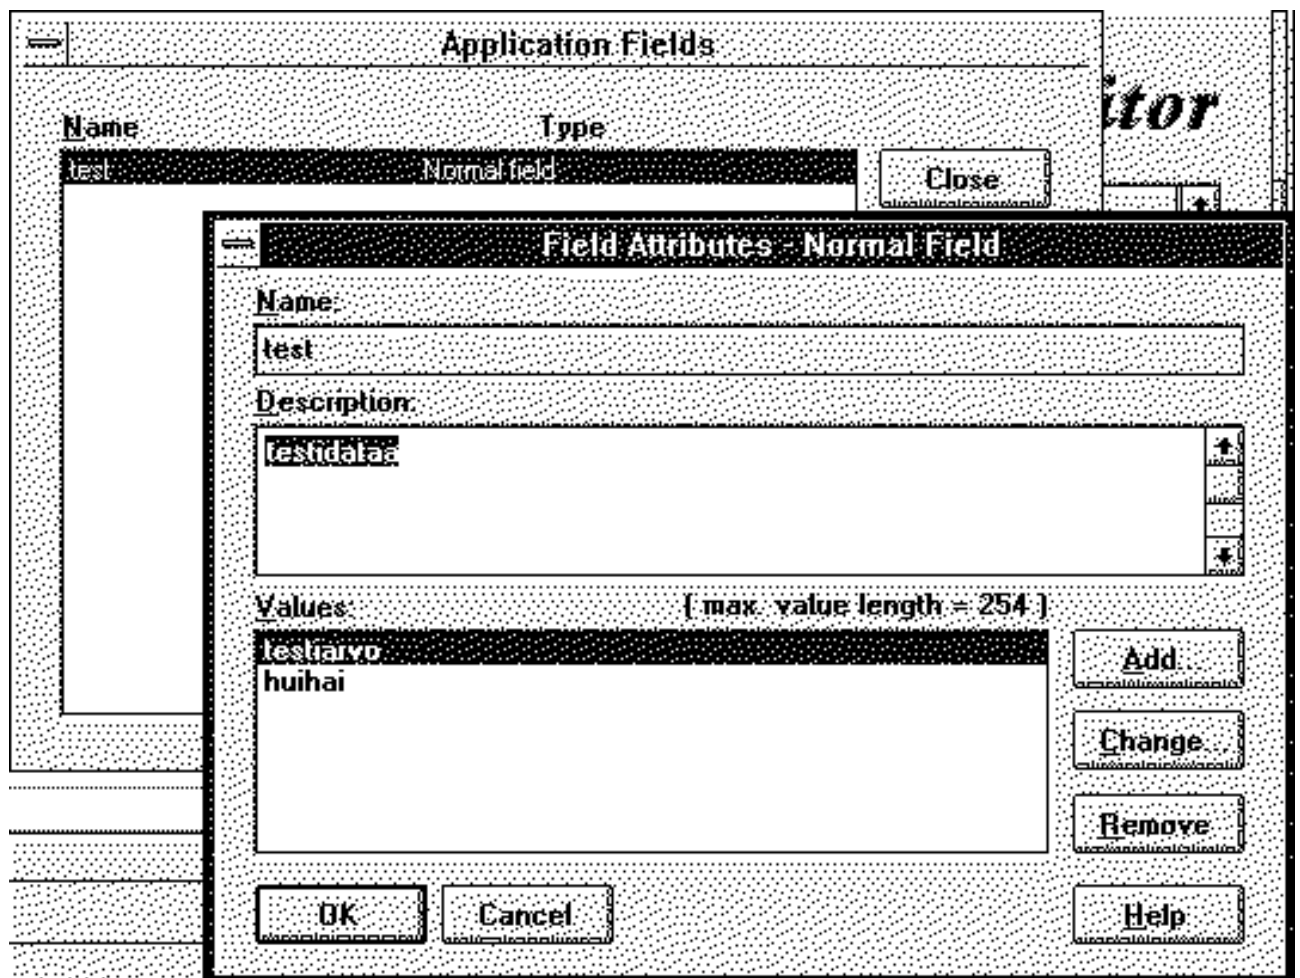 Application Fields
itor
Name Type
test Normal field
Close
Field Attributes - Normal Field
Name:
test
Description:
testidataa
Values: ( max. value length = 254 )
testiarvo
huihai
Add...
Change...
Remove
OK Cancel Help